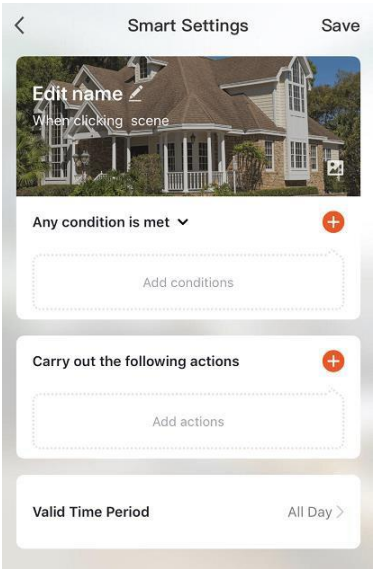 Smart Settings Save
Edit name
When clicking scene
Any condition is met
Add conditions
Carry out the following actions
Add actions
Valid Time Period All Day